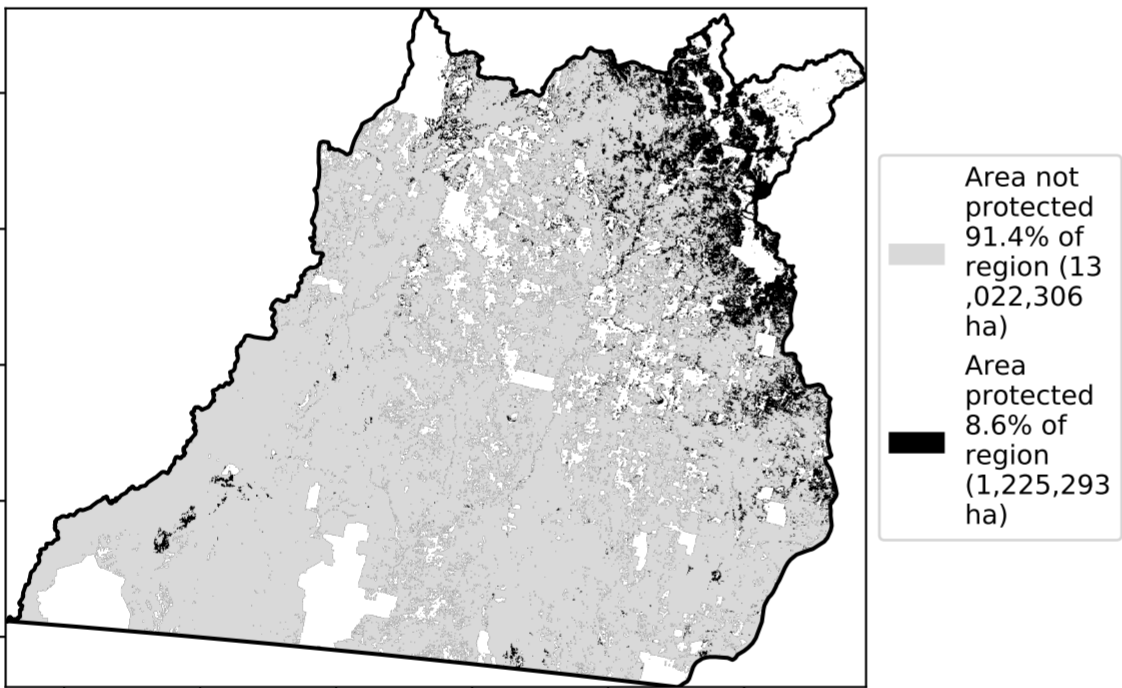 Area not
protected
91.4% of
region (13
,022,306
ha)
Area
protected
8.6% of
region
(1,225,293
ha)